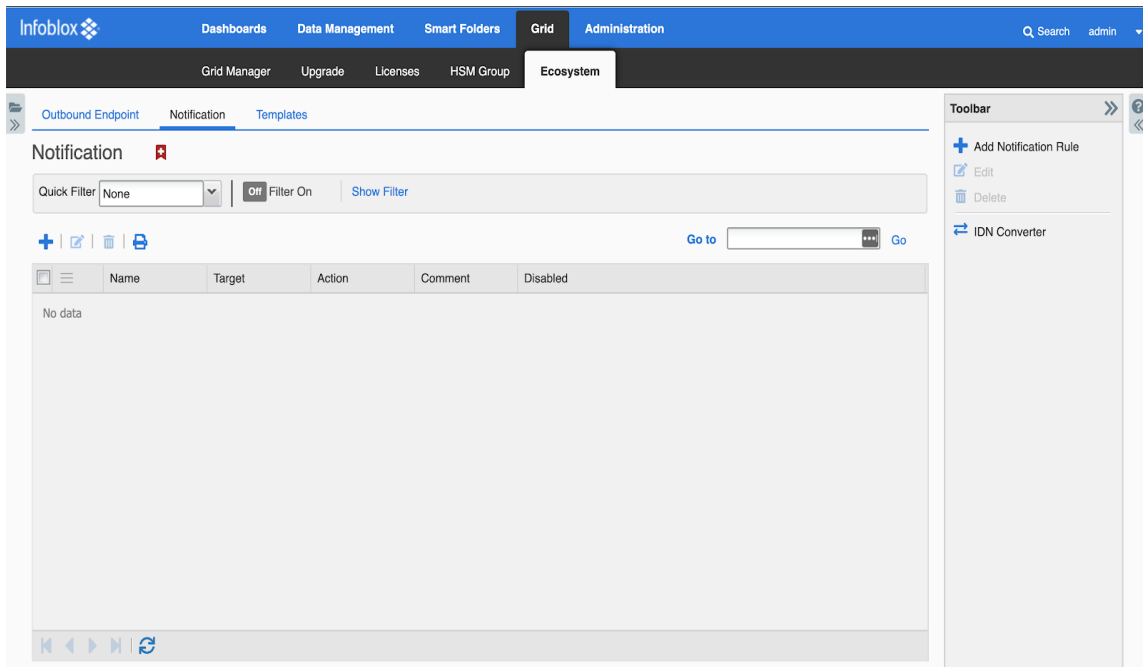 Infoblox Dashboards Data Management Smart Folders Grid Administration Search admin
Grid Manager Upgrade Licenses HSM Group Ecosystem
Outbound Endpoint Notification Templates
Toolbar
Notification
Add Notification Rule
Edit
Delete
IDN Converter
Quick Filter None Off Filter On Show Filter
Go to Go
Name Target Action Comment Disabled
No data